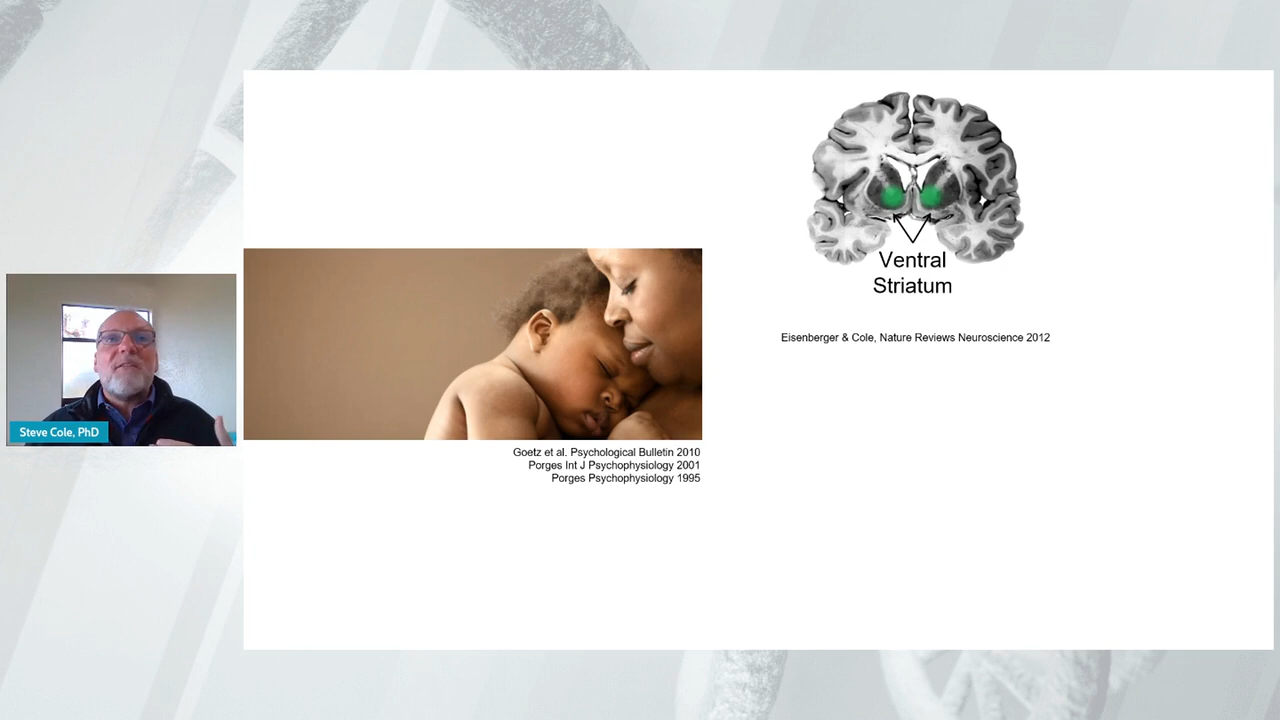 Steve Cole, PhD
Goetz et al. Psychological Bulletin 2010
Porges Int J Psychophysiology 2001
Porges Psychophysiology 1995
Ventral
Striatum
Eisenberger & Cole, Nature Reviews Neuroscience 2012